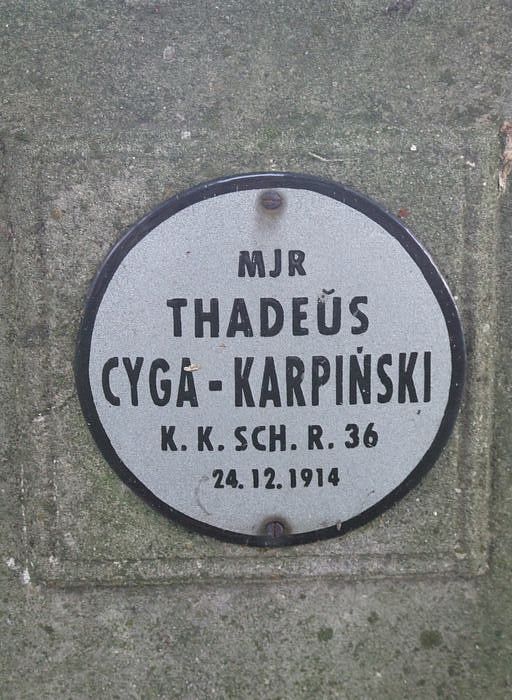 MJR
THADEŬS
CYGA-KARPIŃSKI
K. K. SCH. R. 36
24. 12. 1914